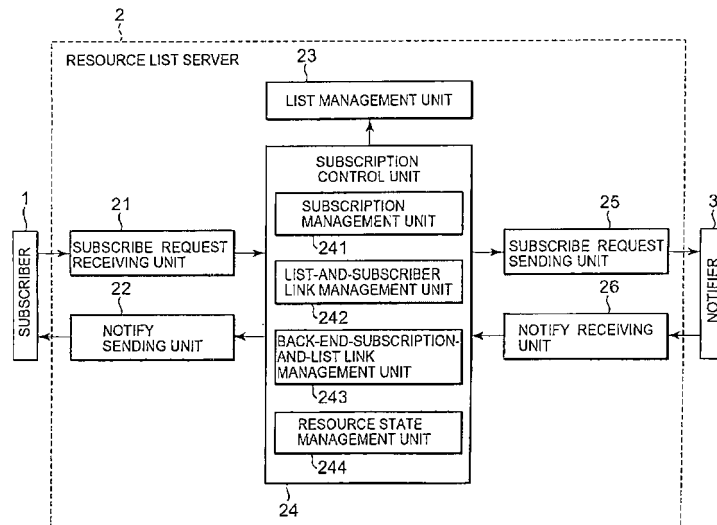 2
RESOURCE LIST SERVER
23
LIST MANAGEMENT UNIT
SUBSCRIPTION
CONTROL UNIT
1
SUBSCRIBER
21
SUBSCRIBE REQUEST
RECEIVING UNIT
22
NOTIFY
SENDING UNIT
SUBSCRIPTION
MANAGEMENT UNIT
241
LIST-AND-SUBSCRIBER
LINK MANAGEMENT UNIT
242
BACK-END-SUBSCRIPTION-
AND-LIST LINK
MANAGEMENT UNIT
243
RESOURCE STATE
MANAGEMENT UNIT
244
24
25
SUBSCRIBE REQUEST
SENDING UNIT
26
NOTIFY RECEIVING
UNIT
3
NOTIFIER